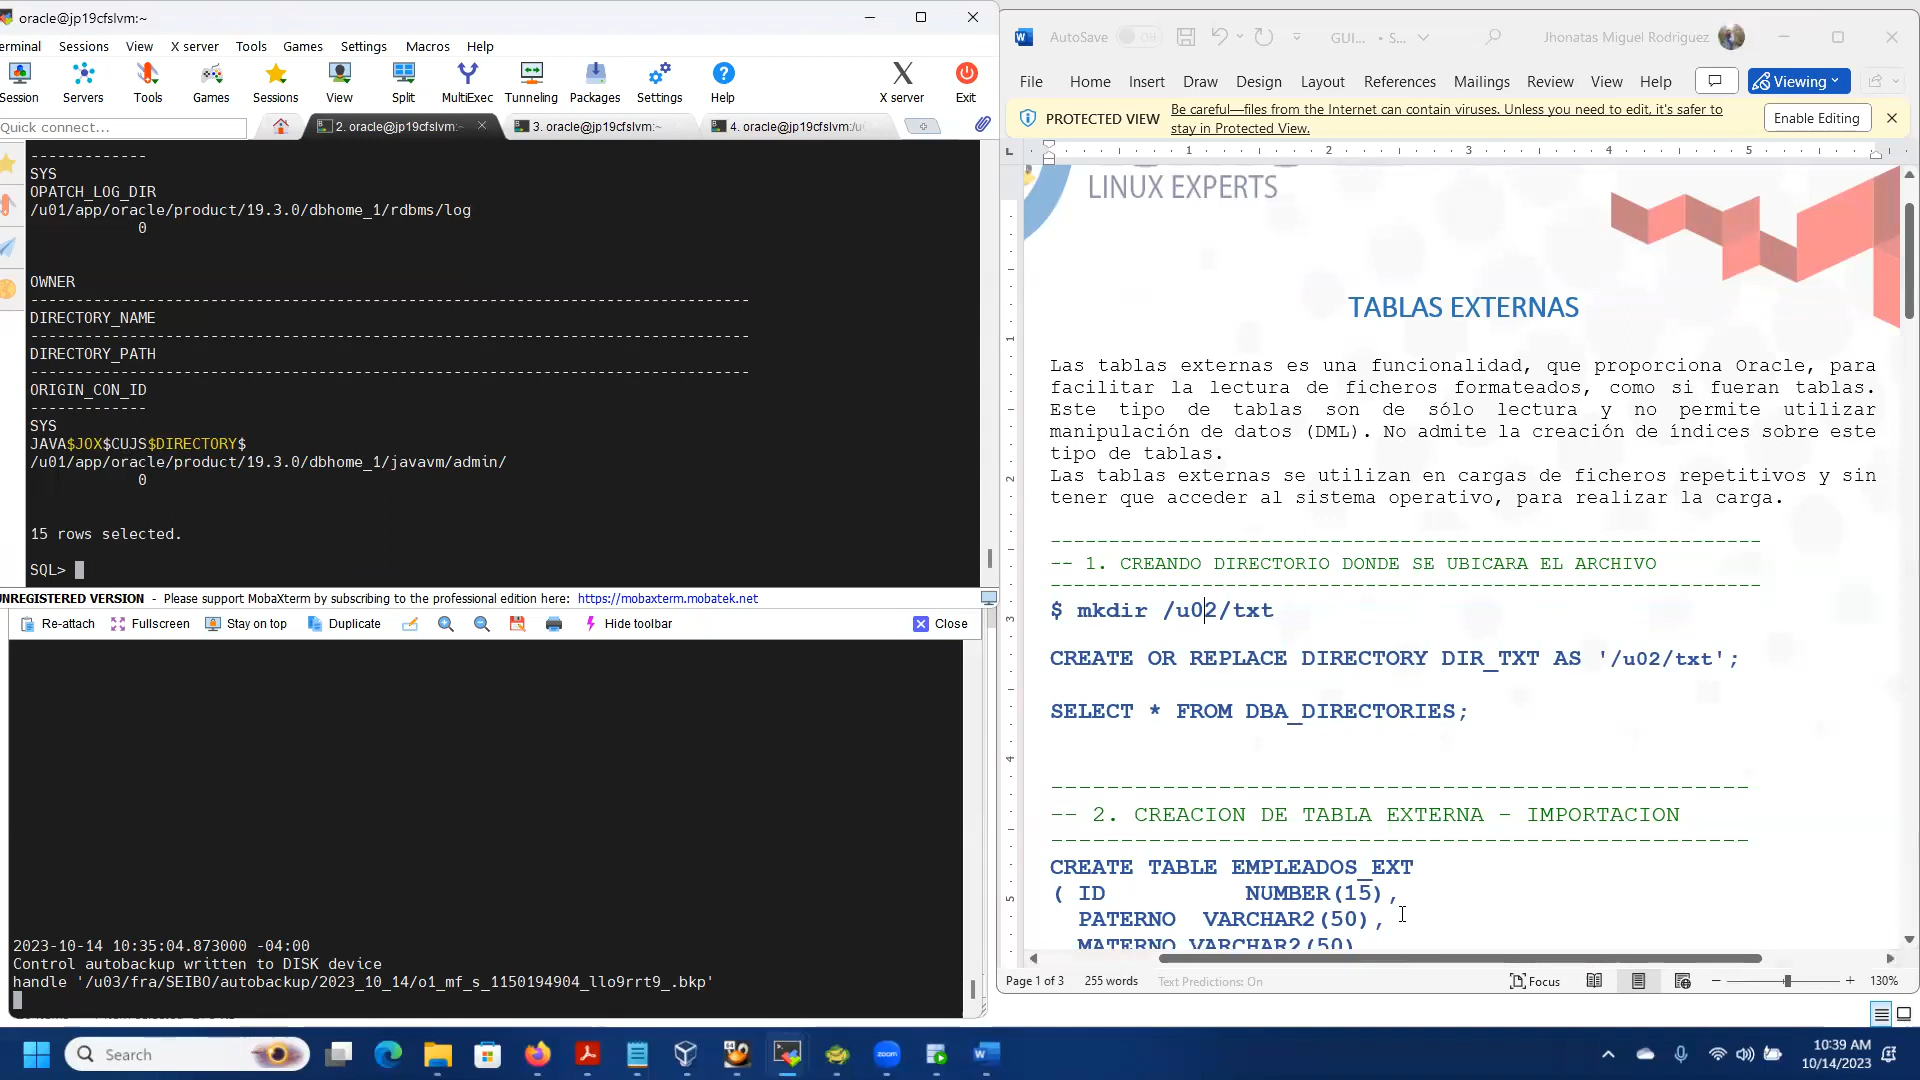 oracle@jp19cfslvm:~
erminal Sessions View X server Tools Games Settings Macros Help
Session Servers Tools Games Sessions View Split MultiExec Tunneling Packages Settings Help X server Exit
Quick connect...
2. oracle@jp19cfslvm:~
3. oracle@jp19cfslvm:~
4. oracle@jp19cfslvm:/u
-------------
SYS
OPATCH_LOG_DIR
/u01/app/oracle/product/19.3.0/dbhome_1/rdbms/log
0
OWNER
--------------------------------------------------------------------------------
DIRECTORY_NAME
--------------------------------------------------------------------------------
DIRECTORY_PATH
--------------------------------------------------------------------------------
ORIGIN_CON_ID
-------------
SYS
JAVA$JOX$CUJS$DIRECTORY$
/u01/app/oracle/product/19.3.0/dbhome_1/javavm/admin/
0
15 rows selected.
SQL>
UNREGISTERED VERSION - Please support MobaXterm by subscribing to the professional edition here: https://mobaxterm.mobatek.net
Re-attach Fullscreen Stay on top Duplicate Hide toolbar Close
2023-10-14 10:35:04.873000 -04:00
Control autobackup written to DISK device
handle '/u03/fra/SEIBO/autobackup/2023_10_14/o1_mf_s_1150194904_llo9rrt9_.bkp'
AutoSave Off GUI... • S... Jhonatas Miguel Rodriguez
File Home Insert Draw Design Layout References Mailings Review View Help Viewing
PROTECTED VIEW Be careful—files from the Internet can contain viruses. Unless you need to edit, it's safer to
stay in Protected View. Enable Editing
1 2 3 4 5
LINUX EXPERTS
TABLAS EXTERNAS
Las tablas externas es una funcionalidad, que proporciona Oracle, para
facilitar la lectura de ficheros formateados, como si fueran tablas.
Este tipo de tablas son de sólo lectura y no permite utilizar
manipulación de datos (DML). No admite la creación de índices sobre este
tipo de tablas.
Las tablas externas se utilizan en cargas de ficheros repetitivos y sin
tener que acceder al sistema operativo, para realizar la carga.
---------------------------------------------------
-- 1. CREANDO DIRECTORIO DONDE SE UBICARA EL ARCHIVO
---------------------------------------------------
$ mkdir /u02/txt
CREATE OR REPLACE DIRECTORY DIR_TXT AS '/u02/txt';
SELECT * FROM DBA_DIRECTORIES;
--------------------------------------------------
-- 2. CREACION DE TABLA EXTERNA – IMPORTACION
--------------------------------------------------
CREATE TABLE EMPLEADOS_EXT
( ID NUMBER(15),
PATERNO VARCHAR2(50),
MATERNO VARCHAR2(50)
Page 1 of 3 255 words Text Predictions: On Focus 130%
Search
zoom
10:39 AM
10/14/2023